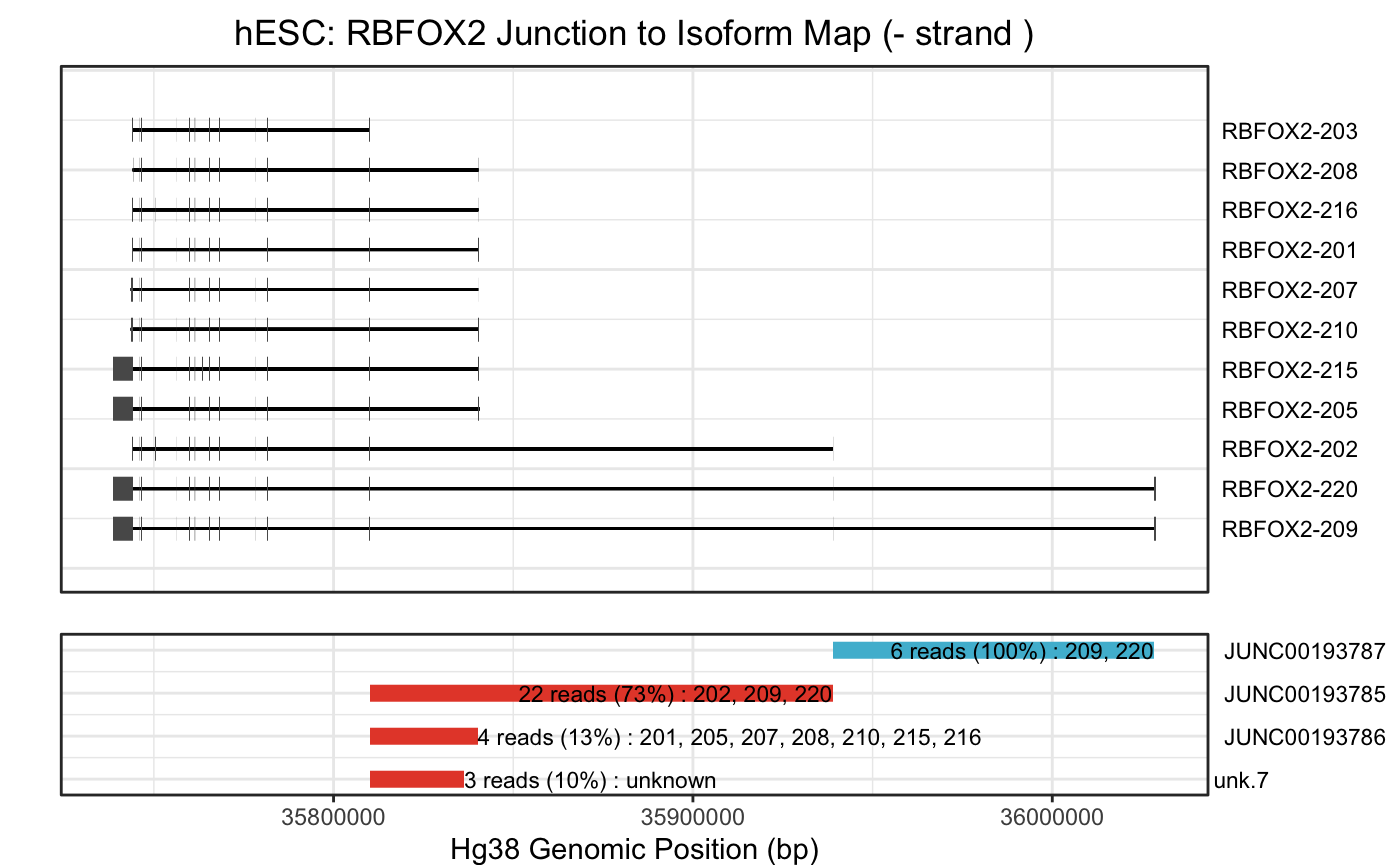 hESC: RBFOX2 Junction to Isoform Map (- strand )
RBFOX2-203
RBFOX2-208
RBFOX2-216
RBFOX2-201
RBFOX2-207
RBFOX2-210
RBFOX2-215
RBFOX2-205
RBFOX2-202
RBFOX2-220
RBFOX2-209
6 reads (100%) : 209, 220 JUNC00193787
22 reads (73%) : 202, 209, 220 JUNC00193785
4 reads (13%) : 201, 205, 207, 208, 210, 215, 216 JUNC00193786
3 reads (10%) : unknown unk.7
35800000 35900000 36000000
Hg38 Genomic Position (bp)